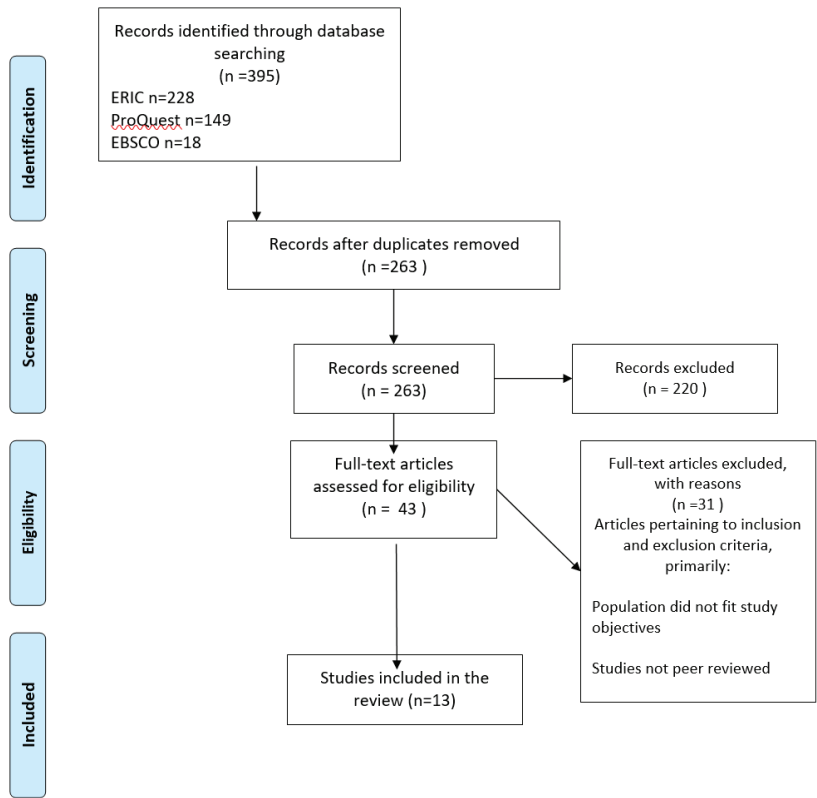 Identification
Records identified through database
searching
(n =395)
ERIC n=228
ProQuest n=149
EBSCO n=18
Records after duplicates removed
(n =263 )
Screening
Records screened
(n = 263)
Records excluded
(n = 220 )
Eligibility
Full-text articles
assessed for eligibility
(n =  43 )
Full-text articles excluded,
with reasons
(n =31 )
Articles pertaining to inclusion
and exclusion criteria,
primarily:
Population did not fit study
objectives
Studies not peer reviewed
Included
Studies included in the
review (n=13)